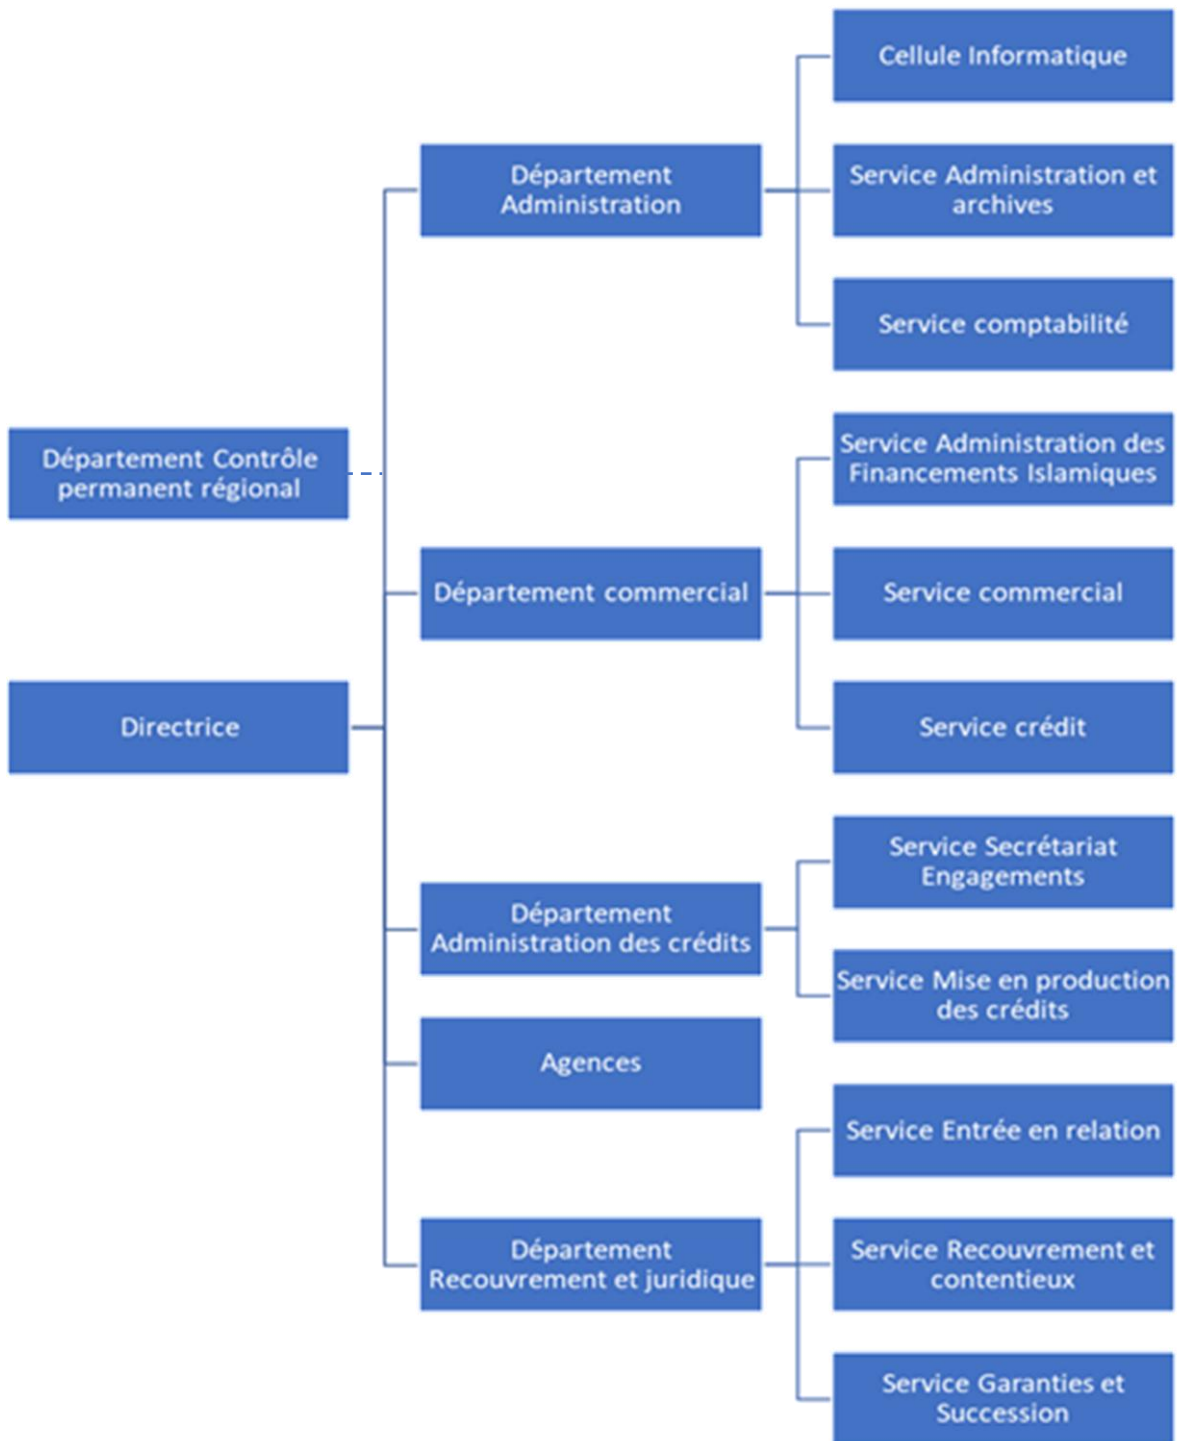 Cellule Informatique
Département
Administration
Service Administration et
archives
Service comptabilité
Département Contrôle
permanent régional
Service Administration des
Financements Islamiques
Département commercial
Service commercial
Directrice
Service crédit
Service Secrétariat
Engagements
Département
Administration des crédits
Service Mise en production
des crédits
Agences
Service Entrée en relation
Département
Recouvrement et juridique
Service Recouvrement et
contentieux
Service Garanties et
Succession